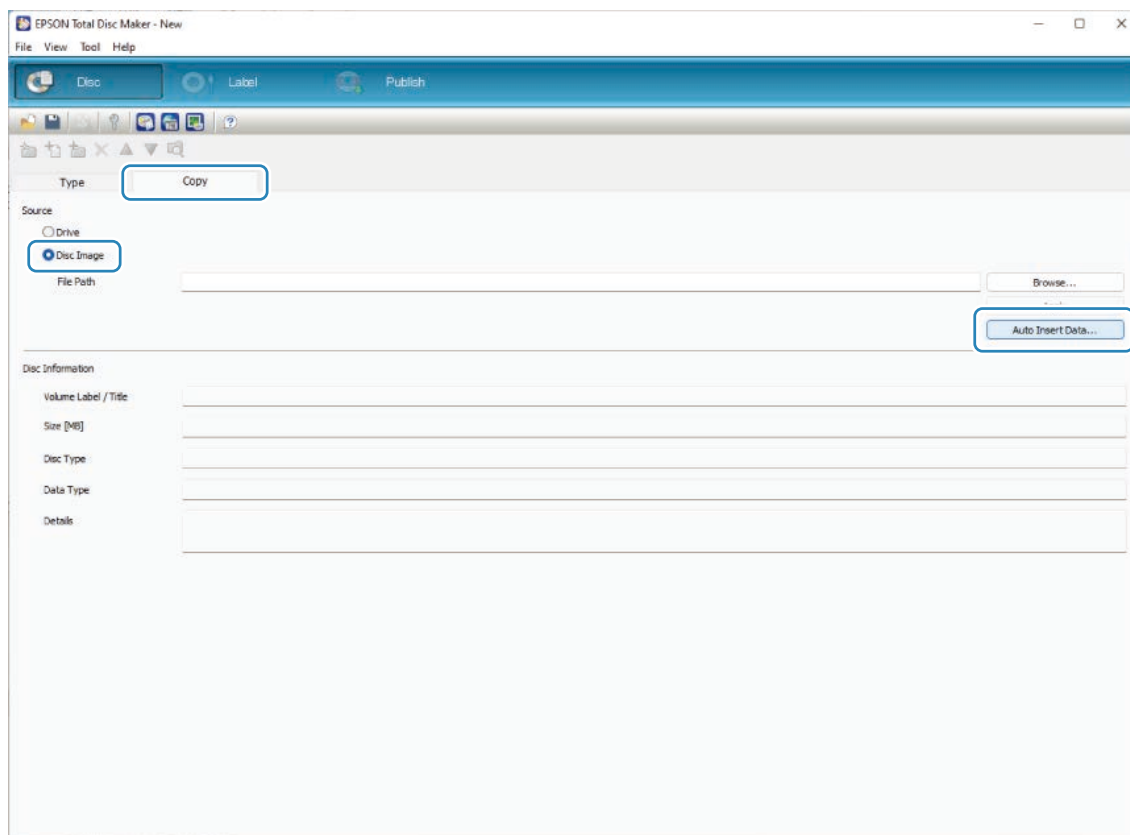 EPSON Total Disc Maker - New
File View Tool Help
Disc Label Publish
Type Copy
Source
Drive
Disc Image
File Path Browse...
Auto Insert Data...
Disc Information
Volume Label / Title
Size [MB]
Disc Type
Data Type
Details